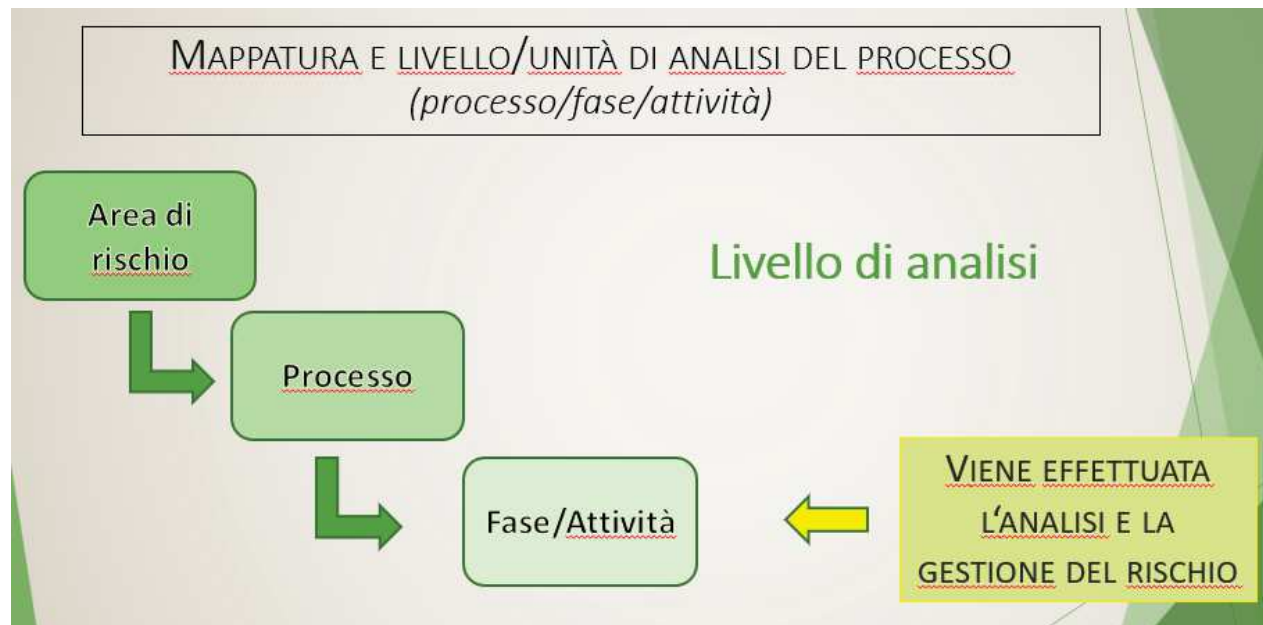 MAPPATURA E LIVELLO/UNITÀ DI ANALISI DEL PROCESSO
(processo/fase/attività)
Area di
rischio
Livello di analisi
Processo
Fase/Attività
VIENE EFFETTUATA
L‘ANALISI E LA
GESTIONE DEL RISCHIO